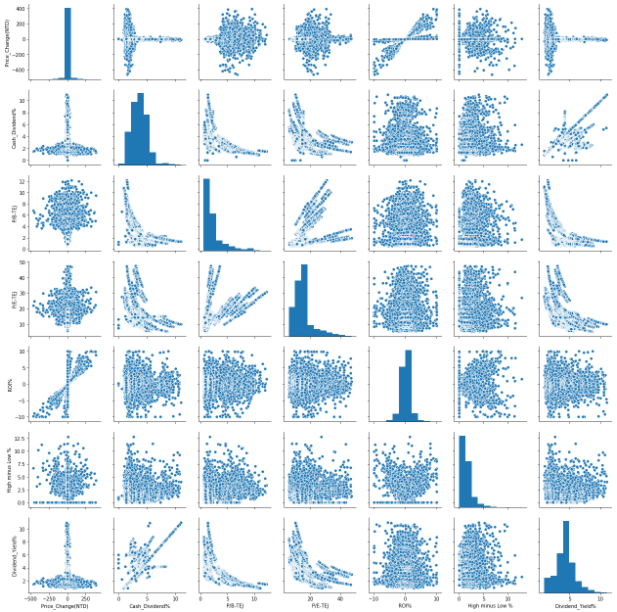 Price_Change(NTD)
400
200
0
−200
−400
Cash_Dividend%
10
8
6
4
2
0
P/B-TEJ
12
10
8
6
4
2
0
P/E-TEJ
50
40
30
20
10
ROI%
10
5
0
−5
−10
High minus Low %
12.5
10.0
7.5
5.0
2.5
0.0
Dividend_Yield%
10
8
6
4
2
−500 −250 0 250
0 5 10
0 5 10
20 40
−10 −5 0 5 10
0 5 10
0 5 10
Price_Change(NTD) Cash_Dividend% P/B-TEJ P/E-TEJ ROI% High minus Low % Dividend_Yield%